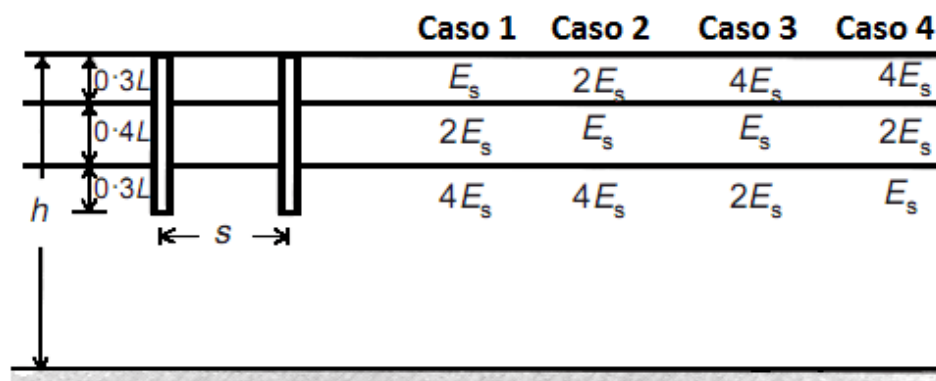 Caso 1 Caso 2 Caso 3 Caso 4
0·3L E_s 2E_s 4E_s 4E_s
0·4L 2E_s E_s E_s 2E_s
0·3L 4E_s 4E_s 2E_s E_s
h
s